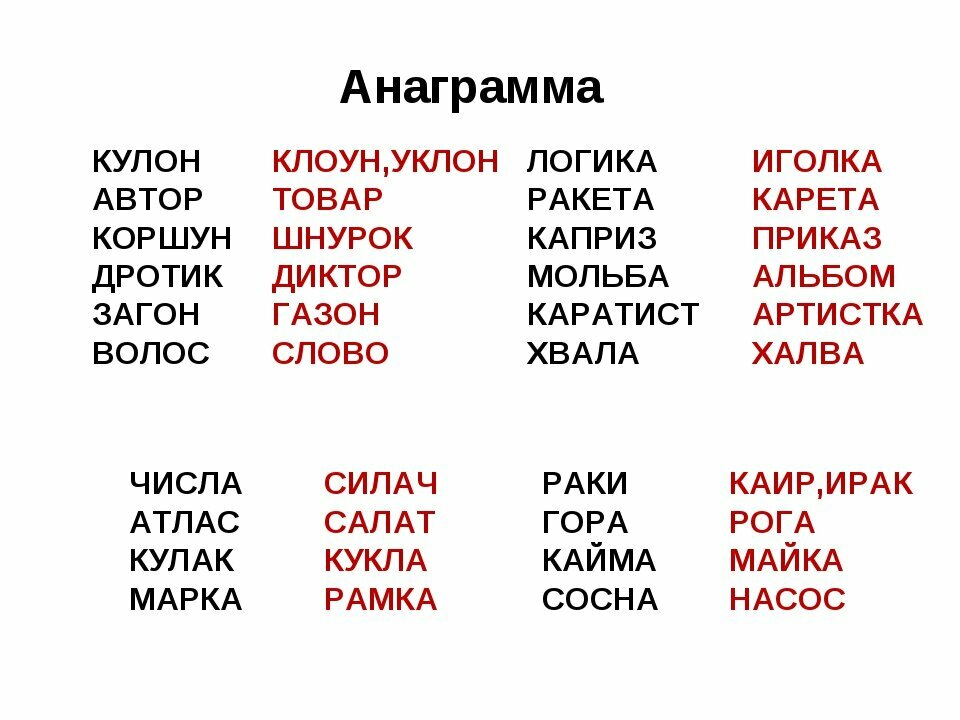 Анаграмма
КУЛОН КЛОУН,УКЛОН ЛОГИКА ИГОЛКА
АВТОР ТОВАР РАКЕТА КАРЕТА
КОРШУН ШНУРОК КАПРИЗ ПРИКАЗ
ДРОТИК ДИКТОР МОЛЬБА АЛЬБОМ
ЗАГОН ГАЗОН КАРАТИСТ АРТИСТКА
ВОЛОС СЛОВО ХВАЛА ХАЛВА
ЧИСЛА СИЛАЧ РАКИ КАИР,ИРАК
АТЛАС САЛАТ ГОРА РОГА
КУЛАК КУКЛА КАЙМА МАЙКА
МАРКА РАМКА СОСНА НАСОС